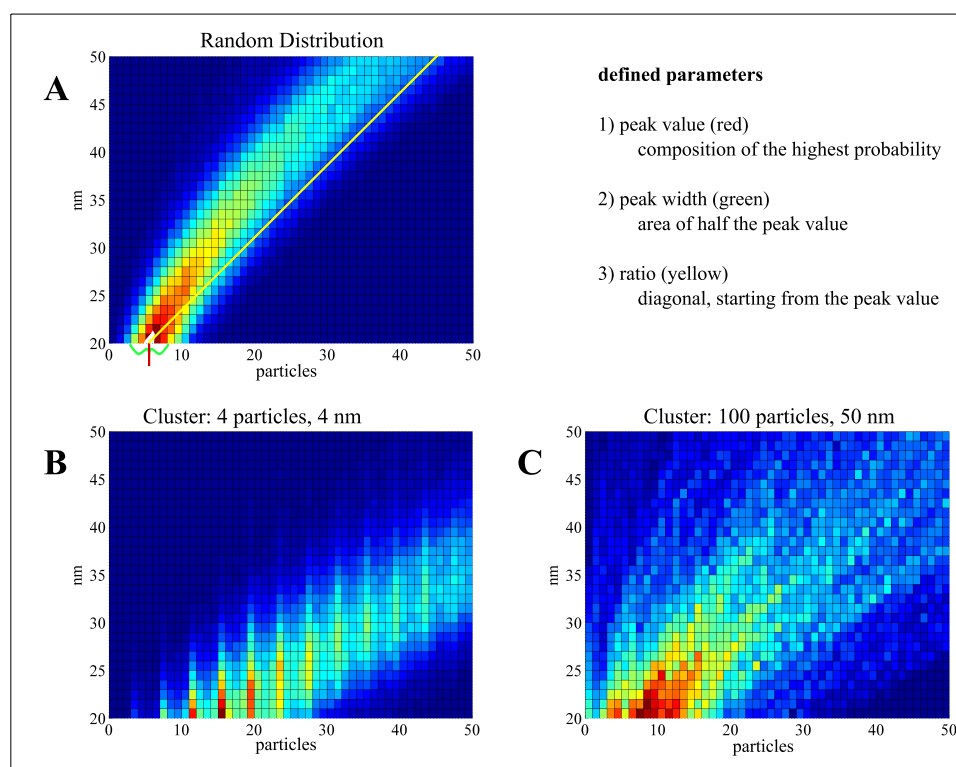 Random Distribution
A
50
45
40
35
30
25
20
nm
0 10 20 30 40 50
particles
defined parameters
1) peak value (red)
composition of the highest probability
2) peak width (green)
area of half the peak value
3) ratio (yellow)
diagonal, starting from the peak value
Cluster: 4 particles, 4 nm
B
50
45
40
35
30
25
20
nm
0 10 20 30 40 50
particles
Cluster: 100 particles, 50 nm
C
50
45
40
35
30
25
20
nm
0 10 20 30 40 50
particles